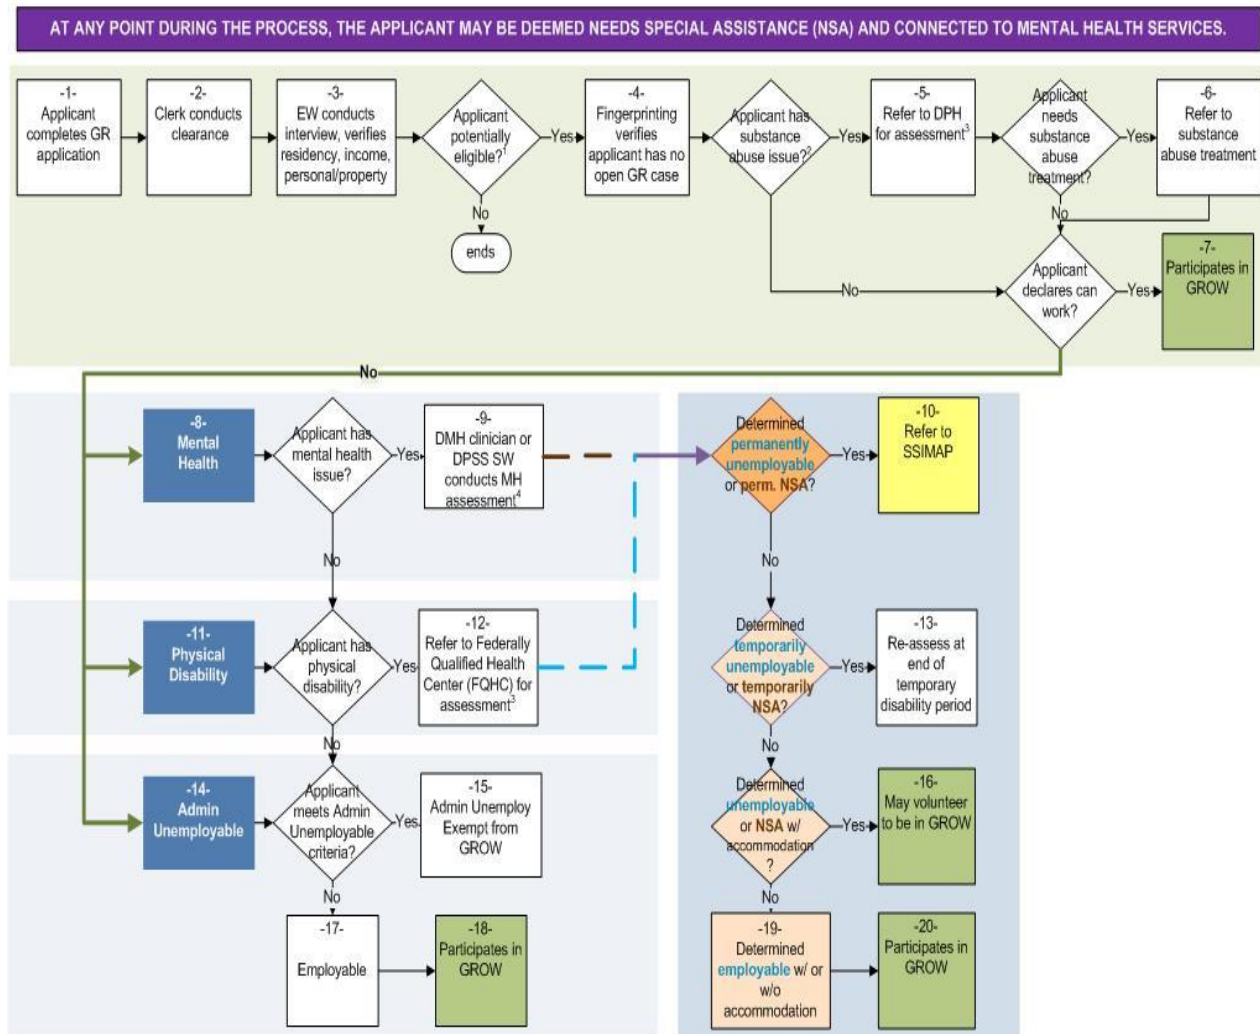 AT ANY POINT DURING THE PROCESS, THE APPLICANT MAY BE DEEMED NEEDS SPECIAL ASSISTANCE (NSA) AND CONNECTED TO MENTAL HEALTH SERVICES.
-1-
Applicant
completes GR
application
-2-
Clerk conducts
clearance
-3-
EW conducts
interview, verifies
residency, income,
personal/property
Applicant
potentially
eligible?1
Yes
No
ends
-4-
Fingerprinting
verifies
applicant has no
open GR case
Applicant has
substance
abuse issue?2
Yes
No
-5-
Refer to DPH
for assessment3
Applicant
needs
substance
abuse
treatment?
Yes
No
-6-
Refer to
substance
abuse treatment
Applicant
declares can
work?
Yes
-7-
Participates in
GROW
No
-8-
Mental
Health
Applicant has
mental health
issue?
Yes
No
-9-
DMH clinician or
DPSS SW
conducts MH
assessment4
Determined
permanently
unemployable
or perm. NSA?
Yes
No
-10-
Refer to
SSIMAP
-11-
Physical
Disability
Applicant has
physical
disability?
Yes
No
-12-
Refer to Federally
Qualified Health
Center (FQHC) for
assessment3
Determined
temporarily
unemployable
or temporarily
NSA?
Yes
No
-13-
Re-assess at
end of
temporary
disability period
-14-
Admin
Unemployable
Applicant
meets Admin
Unemployable
criteria?
Yes
No
-15-
Admin Unemploy
Exempt from
GROW
Determined
unemployable
or NSA w/
accommodation
?
Yes
No
-16-
May volunteer
to be in GROW
-17-
Employable
-18-
Participates in
GROW
-19-
Determined
employable w/ or
w/o
accommodation
-20-
Participates in
GROW